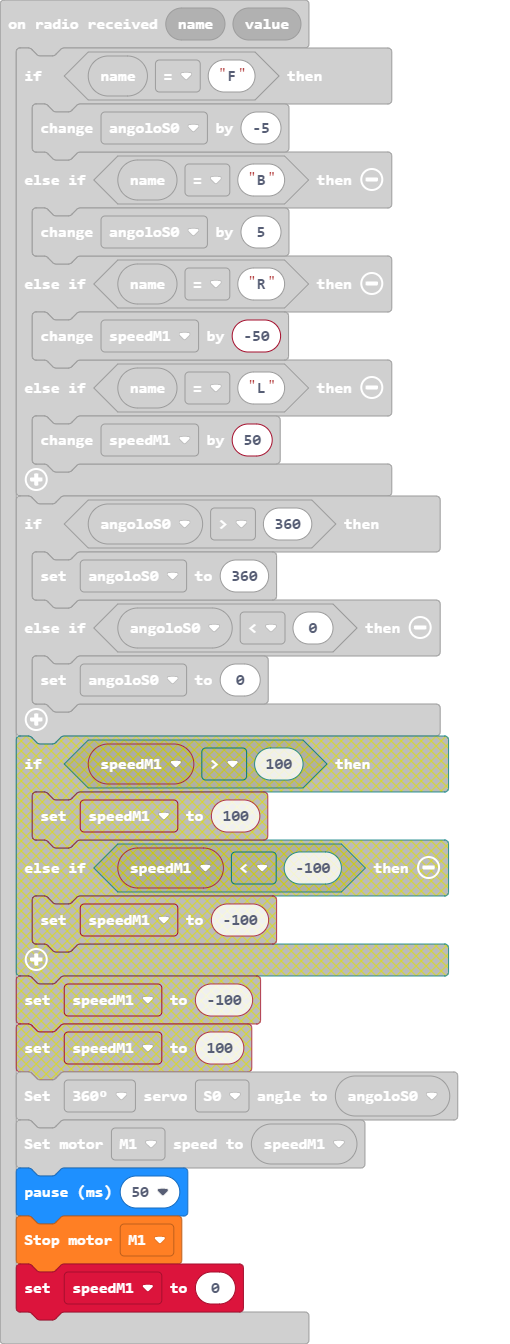 on radio received name value
if name = "F" then
change angoloS0 by -5
else if name = "B" then
change angoloS0 by 5
else if name = "R" then
change speedM1 by -50
else if name = "L" then
change speedM1 by 50
if angoloS0 > 360 then
set angoloS0 to 360
else if angoloS0 < 0 then
set angoloS0 to 0
if speedM1 > 100 then
set speedM1 to 100
else if speedM1 < -100 then
set speedM1 to -100
set speedM1 to -100
set speedM1 to 100
Set 360º servo S0 angle to angoloS0
Set motor M1 speed to speedM1
pause (ms) 50
Stop motor M1
set speedM1 to 0